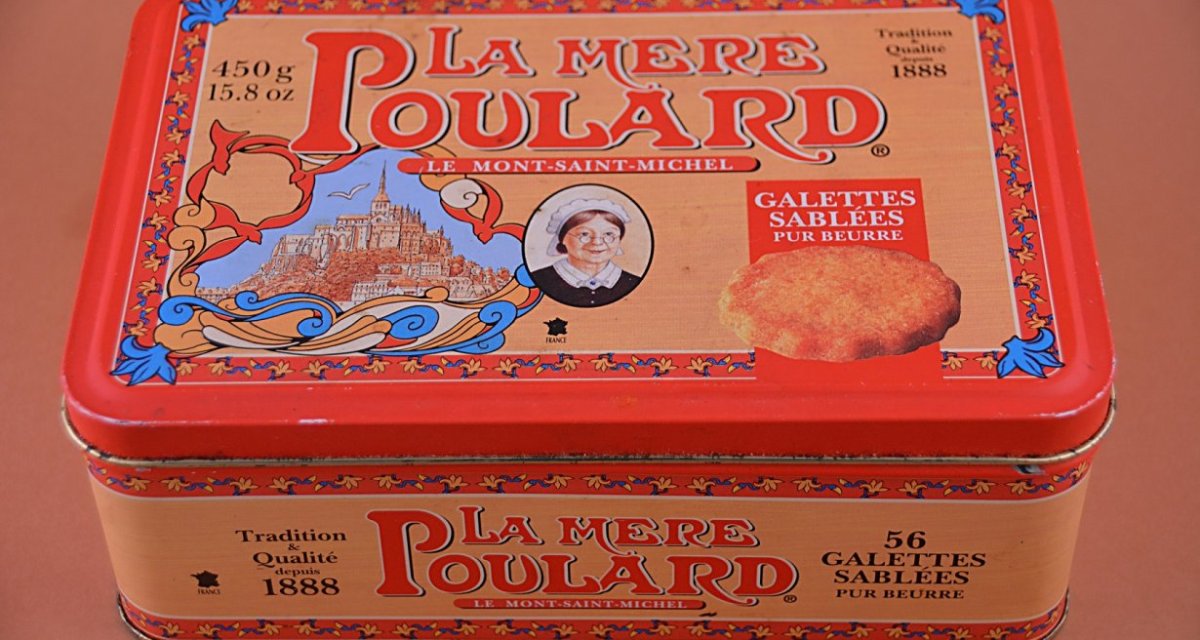 450 g
15.8 oz
LA MERE
POULARD®
LE MONT-SAINT-MICHEL
Tradition
&
Qualité
depuis
1888
GALETTES
SABLÉES
PUR BEURRE
FRANCE
Tradition
&
Qualité
depuis
1888
FRANCE
LA MERE
POULARD®
LE MONT-SAINT-MICHEL
56
GALETTES
SABLÉES
PUR BEURRE